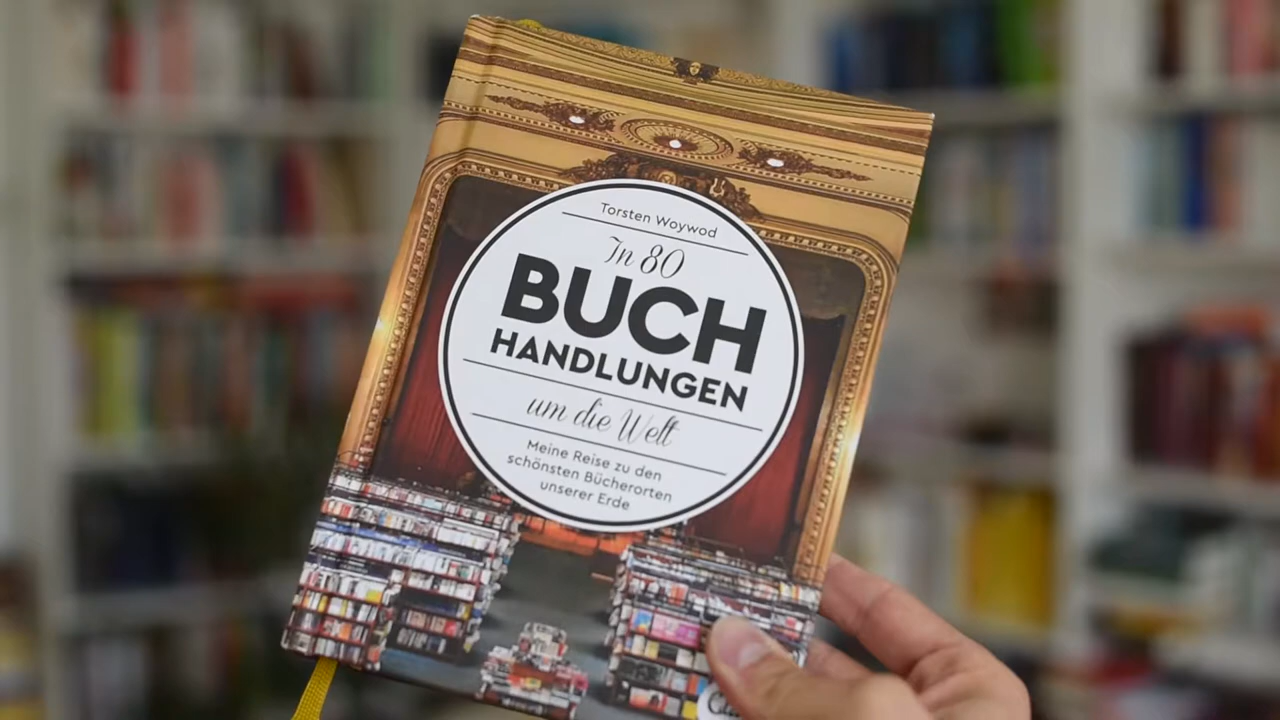 Torsten Woywod
In 80
BUCH
HANDLUNGEN
um die Welt
Meine Reise zu den
schönsten Bücherorten
unserer Erde